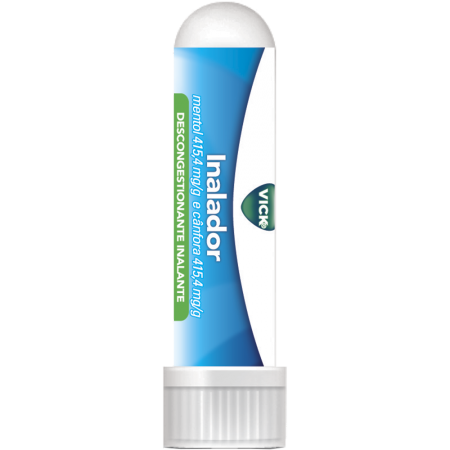 VICK
Inalador
mentol 415,4 mg/g e cânfora 415,4 mg/g
DESCONGESTIONANTE INALANTE